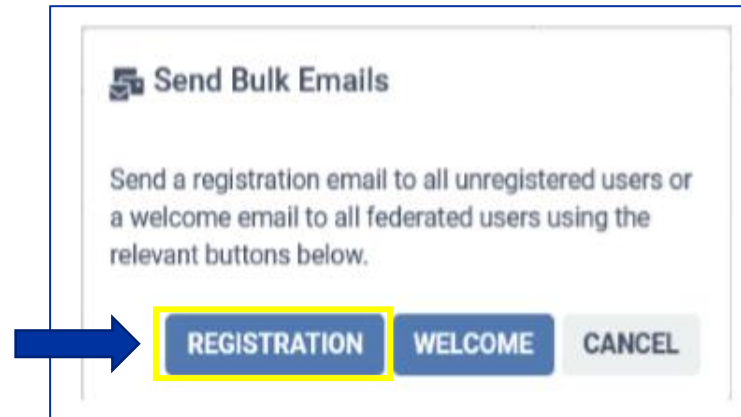 Send Bulk Emails
Send a registration email to all unregistered users or
a welcome email to all federated users using the
relevant buttons below.
REGISTRATION WELCOME CANCEL